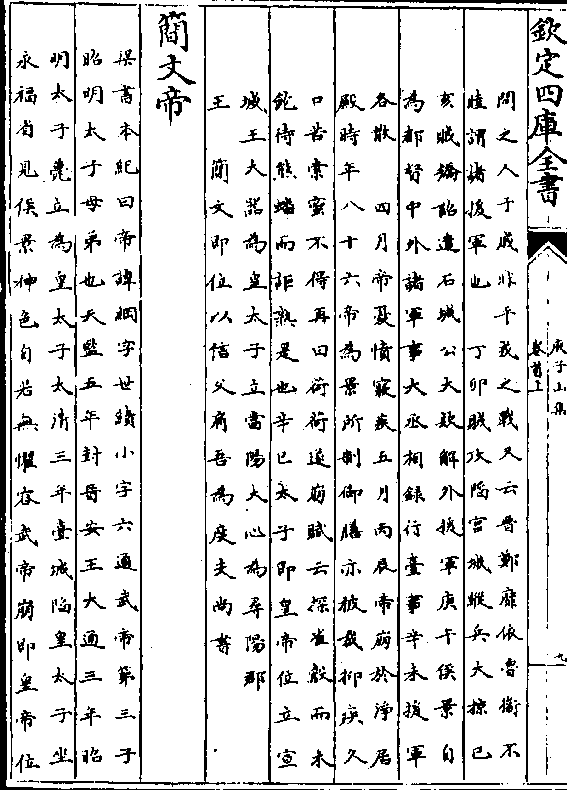 欽定四庫全書
庾子山集
卷首上
九
問之人于戚非平戎之戰又云晉鄭靡依魯衛不
睦謂諸援軍也　丁卯賊攻陷宮城縱兵大掠己
亥賊矯詔遣石城公大欵解外援軍庚午侯景自
為都督中外諸軍事大丞相錄行臺事辛未援軍
各散　四月帝憂憤寢疾五月丙辰帝崩於淨居
殿時年八十六帝為景所制御膳亦被裁抑疾久
口苦索蜜不得再曰荷荷遂崩賦云探雀鷇而未
飽待熊蹯而詎熟是也辛巳太子即皇帝位立宣
城王大器為皇太子立當陽大心為尋陽郡
王　簡文即位以信父肩吾為度支尚書
簡文帝
梁書本紀曰帝諱綱字世纘小字六通武帝第三子
昭明太子母弟也天監五年封晉安王大通三年昭
明太子薨立為皇太子太清三年臺城陷皇太子坐
永福省見侯景神色自若無懼容武帝崩即皇帝位